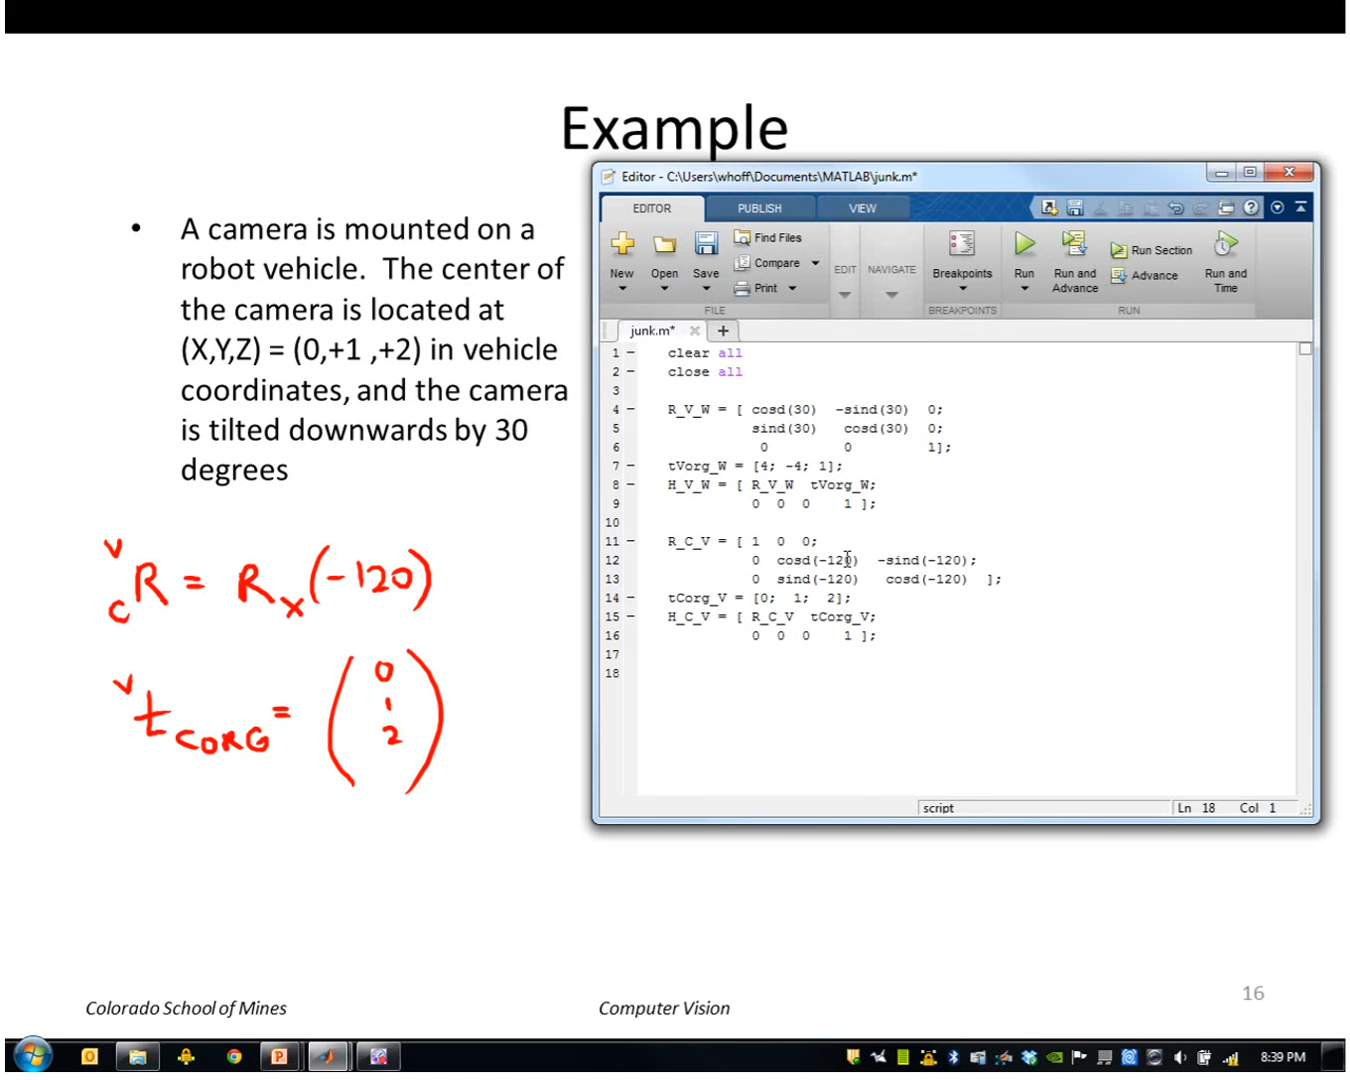 Example
• A camera is mounted on a
robot vehicle. The center of
the camera is located at
(X,Y,Z) = (0,+1 ,+2) in vehicle
coordinates, and the camera
is tilted downwards by 30
degrees
V
C R = Rx(-120)
V
t CORG = ( 0
1
2 )
Editor - C:\Users\whoff\Documents\MATLAB\junk.m*
EDITOR PUBLISH VIEW
New Open Save Find Files Compare Print
EDIT NAVIGATE Breakpoints Run Run and Advance Run Section Advance Run and Time
FILE BREAKPOINTS RUN
junk.m* × +
1 – clear all
2 – close all
3
4 – R_V_W = [ cosd(30) -sind(30) 0;
5 sind(30) cosd(30) 0;
6 0 0 1];
7 – tVorg_W = [4; -4; 1];
8 – H_V_W = [ R_V_W tVorg_W;
9 0 0 0 1 ];
10
11 – R_C_V = [ 1 0 0;
12 0 cosd(-120) -sind(-120);
13 0 sind(-120) cosd(-120) ];
14 – tCorg_V = [0; 1; 2];
15 – H_C_V = [ R_C_V tCorg_V;
16 0 0 0 1 ];
17
18
script Ln 18 Col 1
16
Colorado School of Mines Computer Vision
8:39 PM